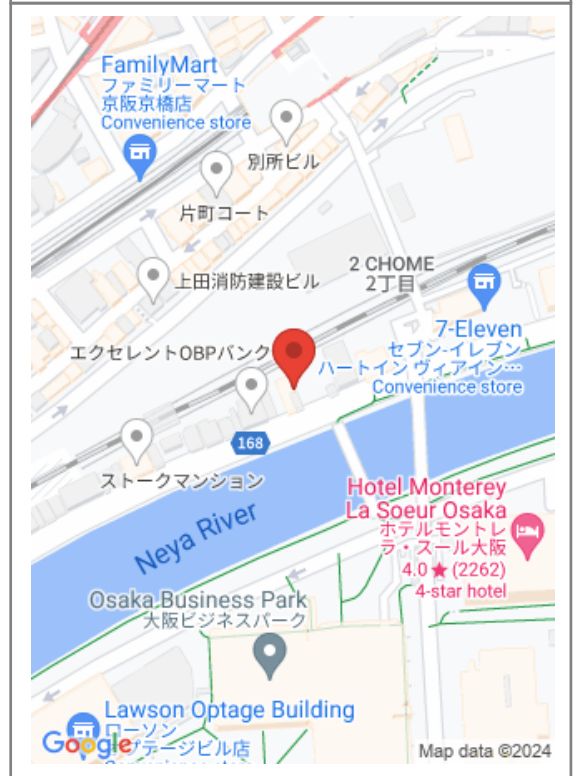 FamilyMart
ファミリーマート
京阪京橋店
Convenience store
別所ビル
片町コート
上田消防建設ビル
2 CHOME
2丁目
7-Eleven
セブン-イレブン
ハートイン ヴィアイン…
Convenience store
エクセレントOBPバンク
168
ストークマンション
Neya River
Hotel Monterey
La Soeur Osaka
ホテルモントレ
ラ・スール大阪
4.0 ★ (2262)
4-star hotel
Osaka Business Park
大阪ビジネスパーク
Lawson Optage Building
ローソン
プテージビル店
Convenience store
Google
Map data ©2024